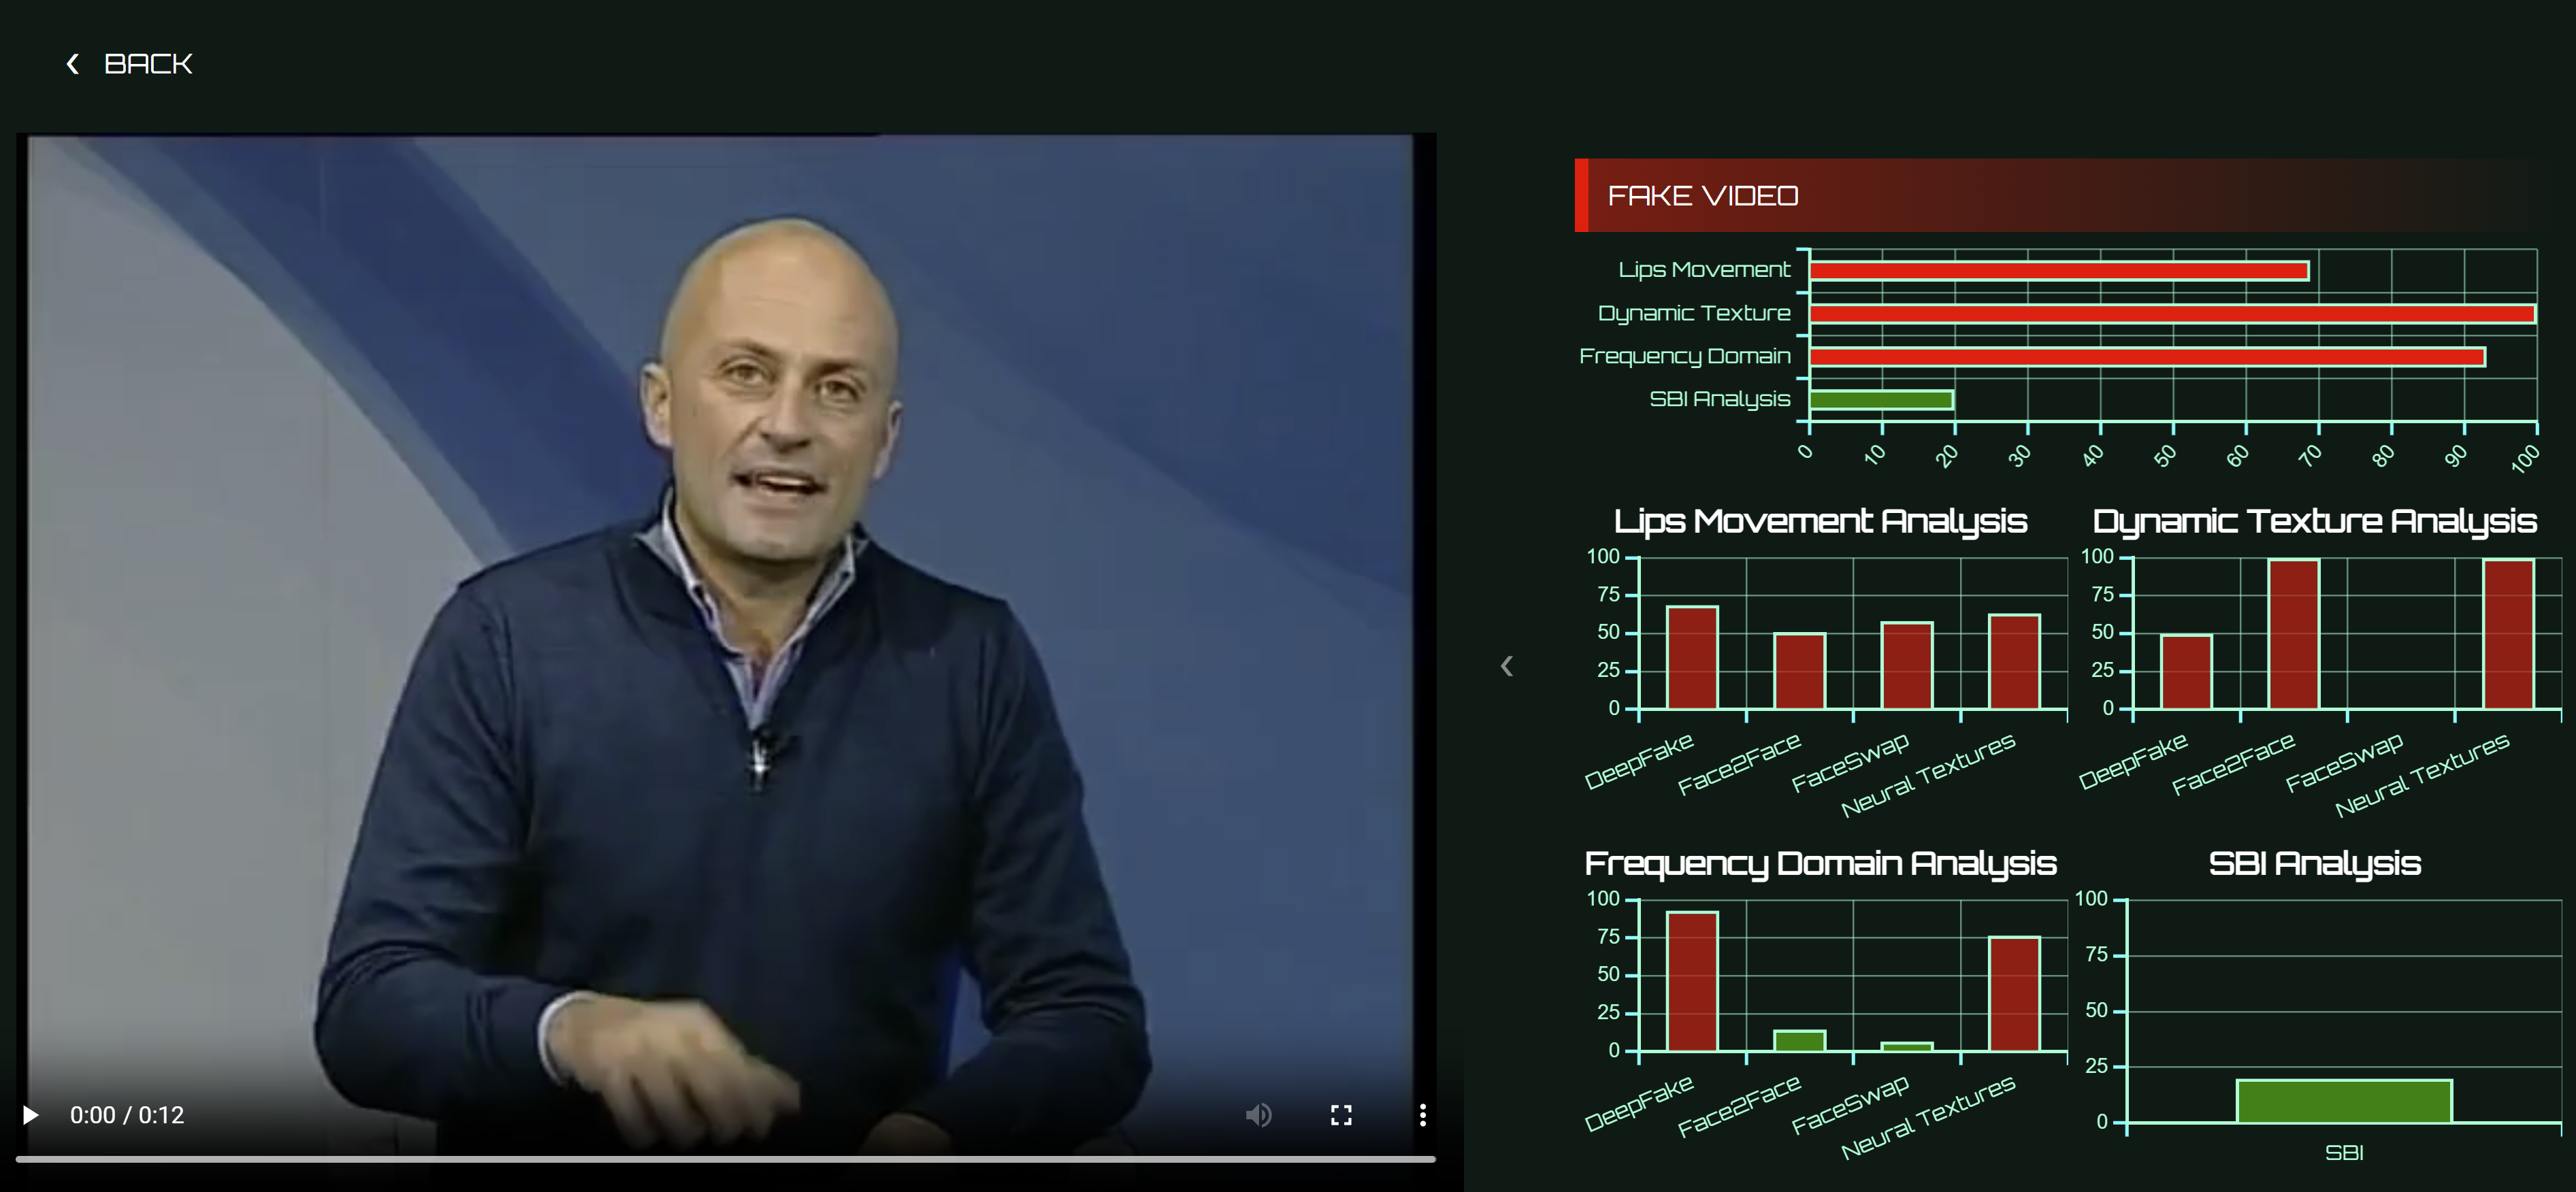 BACK
0:00 / 0:12
FAKE VIDEO
Lips Movement
Dynamic Texture
Frequency Domain
SBI Analysis
0 10 20 30 40 50 60 70 80 90 100
Lips Movement Analysis
100
75
50
25
0
DeepFake Face2Face FaceSwap Neural Textures
Dynamic Texture Analysis
100
75
50
25
0
DeepFake Face2Face FaceSwap Neural Textures
Frequency Domain Analysis
100
75
50
25
0
DeepFake Face2Face FaceSwap Neural Textures
SBI Analysis
100
75
50
25
0
SBI